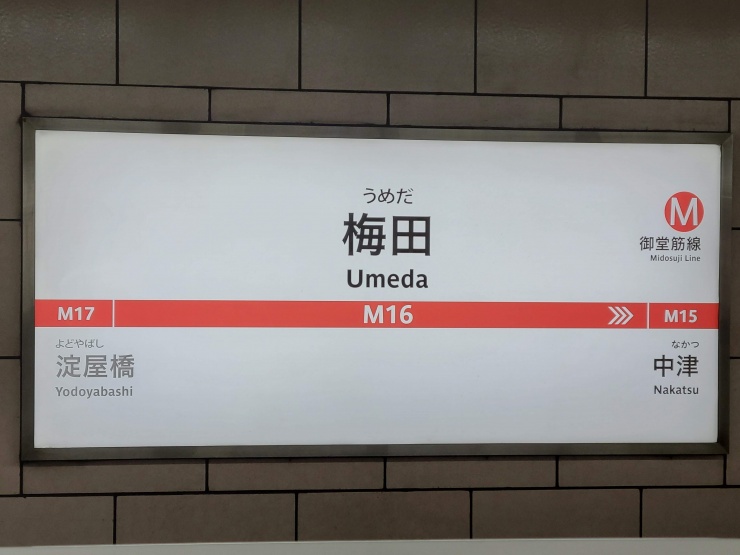 うめだ
梅田
Umeda
M
御堂筋線
Midosuji Line
M17
M16
M15
よどやばし
淀屋橋
Yodoyabashi
なかつ
中津
Nakatsu